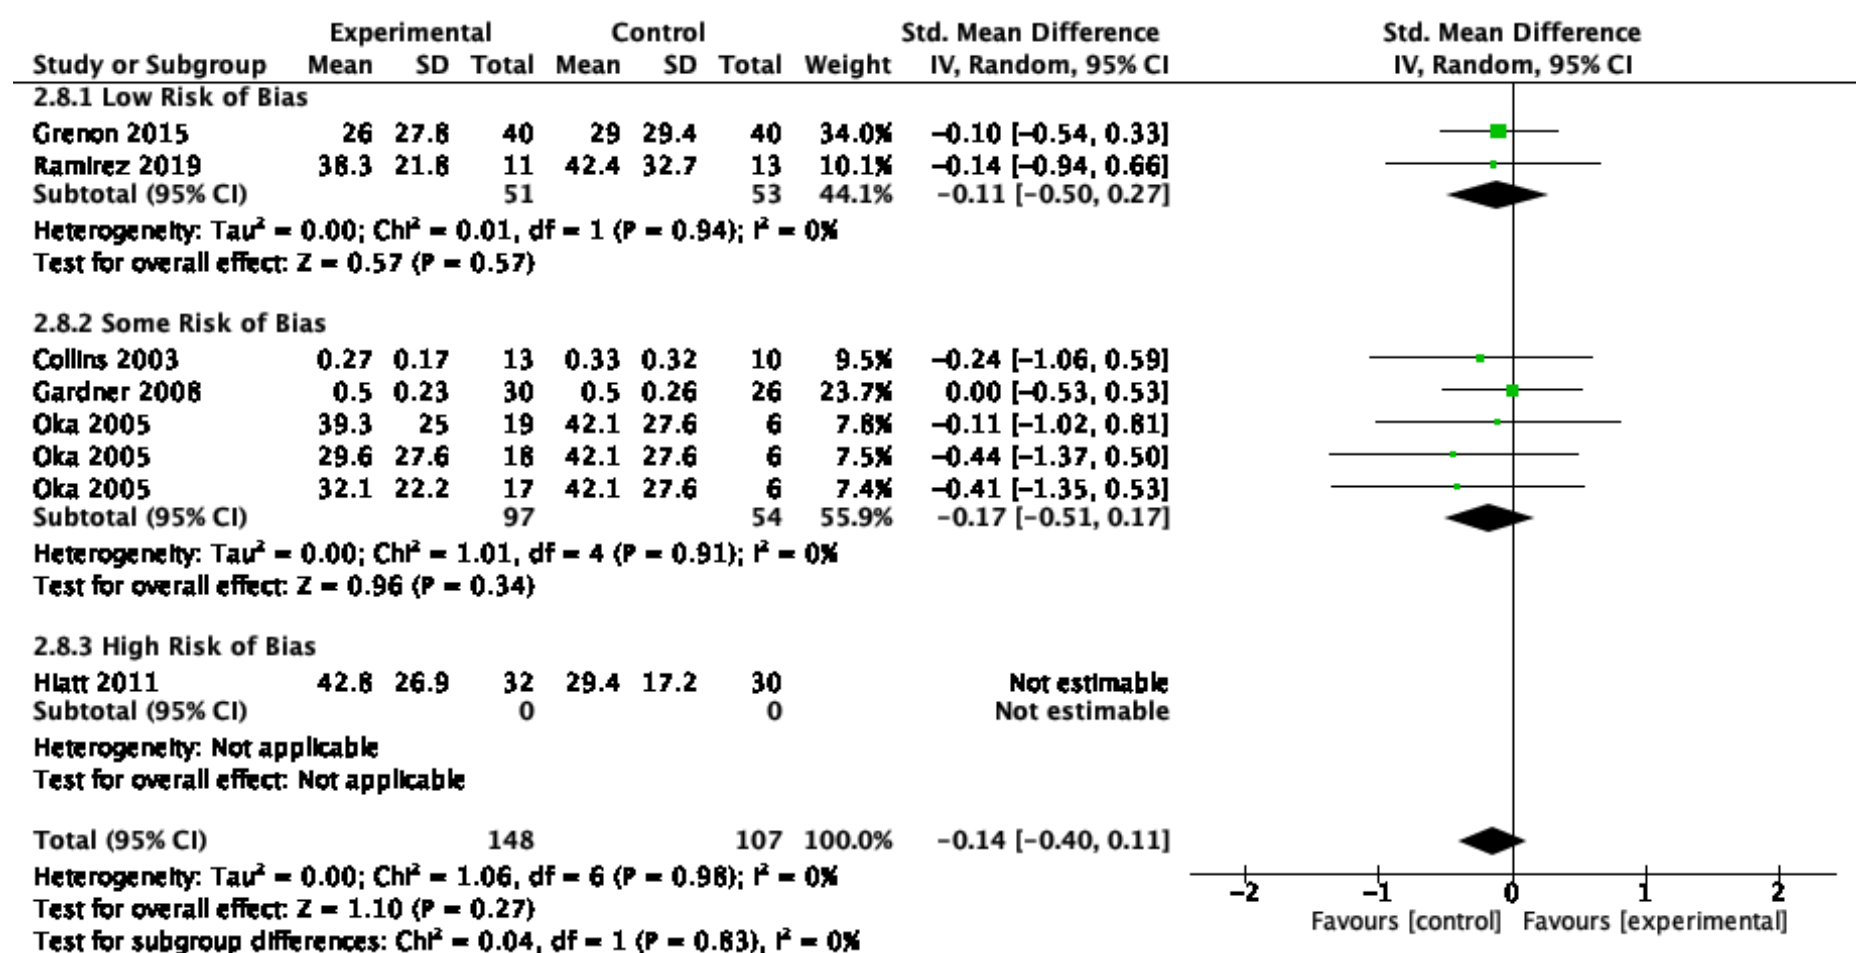 Experimental Control Std. Mean Difference Std. Mean Difference
Study or Subgroup Mean SD Total Mean SD Total Weight IV, Random, 95% CI IV, Random, 95% CI
2.8.1 Low Risk of Bias
Grenon 2015 26 27.8 40 29 29.4 40 34.0% −0.10 [−0.54, 0.33]
Ramirez 2019 38.3 21.8 11 42.4 32.7 13 10.1% −0.14 [−0.94, 0.66]
Subtotal (95% CI) 51 53 44.1% −0.11 [−0.50, 0.27]
Heterogeneity: Tau² = 0.00; Chi² = 0.01, df = 1 (P = 0.94); I² = 0%
Test for overall effect: Z = 0.57 (P = 0.57)
2.8.2 Some Risk of Bias
Collins 2003 0.27 0.17 13 0.33 0.32 10 9.5% −0.24 [−1.06, 0.59]
Gardner 2008 0.5 0.23 30 0.5 0.26 26 23.7% 0.00 [−0.53, 0.53]
Oka 2005 39.3 25 19 42.1 27.6 6 7.8% −0.11 [−1.02, 0.81]
Oka 2005 29.6 27.6 18 42.1 27.6 6 7.5% −0.44 [−1.37, 0.50]
Oka 2005 32.1 22.2 17 42.1 27.6 6 7.4% −0.41 [−1.35, 0.53]
Subtotal (95% CI) 97 54 55.9% −0.17 [−0.51, 0.17]
Heterogeneity: Tau² = 0.00; Chi² = 1.01, df = 4 (P = 0.91); I² = 0%
Test for overall effect: Z = 0.96 (P = 0.34)
2.8.3 High Risk of Bias
Hiatt 2011 42.8 26.9 32 29.4 17.2 30 Not estimable
Subtotal (95% CI) 0 0 Not estimable
Heterogeneity: Not applicable
Test for overall effect: Not applicable
Total (95% CI) 148 107 100.0% −0.14 [−0.40, 0.11]
Heterogeneity: Tau² = 0.00; Chi² = 1.06, df = 6 (P = 0.98); I² = 0%
Test for overall effect: Z = 1.10 (P = 0.27)
Test for subgroup differences: Chi² = 0.04, df = 1 (P = 0.83), I² = 0%
−2 −1 0 1 2
Favours [control] Favours [experimental]